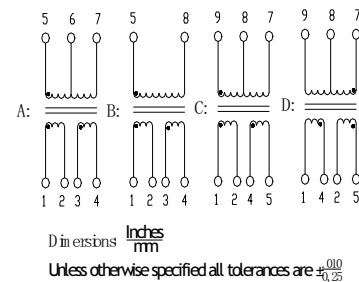 5 6 7 5 8 9 8 7 9 8 7
A: B: C: D:
1 2 3 4 1 2 3 4 1 2 4 5 1 4 2 5
Dimersions Inches
mm
Unless otherwise specified all tolerances are ±.010
0,25